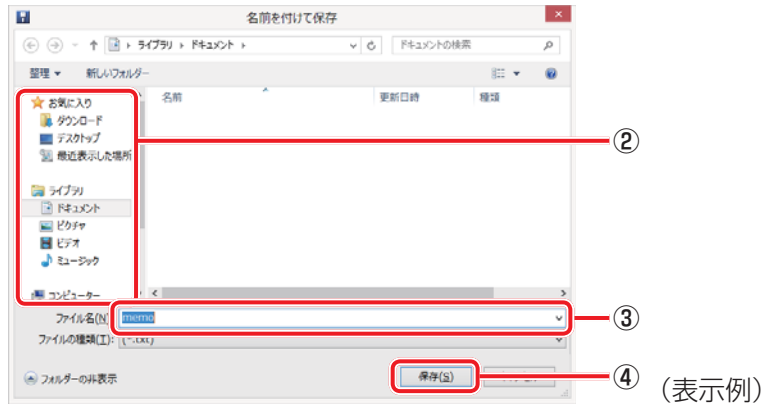 名前を付けて保存
ライブラリ ▸ ドキュメント ▸
ドキュメントの検索
整理 ▼ 新しいフォルダー
お気に入り
ダウンロード
デスクトップ
最近表示した場所
ライブラリ
ドキュメント
ピクチャ
ビデオ
ミュージック
コンピューター
名前 更新日時 種類
②
ファイル名(N) memo
③
ファイルの種類(T): (*.txt)
フォルダーの非表示
保存(S)
④
(表示例)